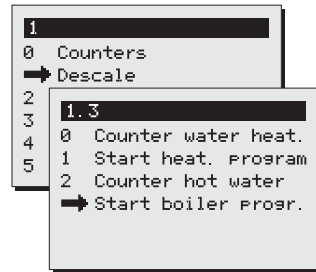 1
0 Counters
➡ Descale
2
3
4
5
1.3
0 Counter water heat.
1 Start heat. program
2 Counter hot water
➡ Start boiler progr.